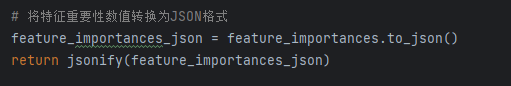 # 将特征重要性数值转换为JSON格式
feature_importances_json = feature_importances.to_json()
return jsonify(feature_importances_json)